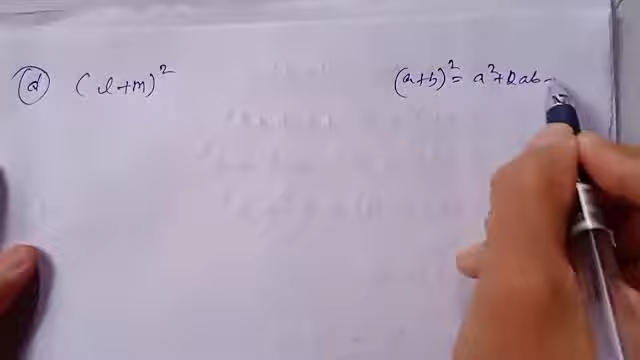 (d) (l+m)² (a+b)² = a²+2ab-